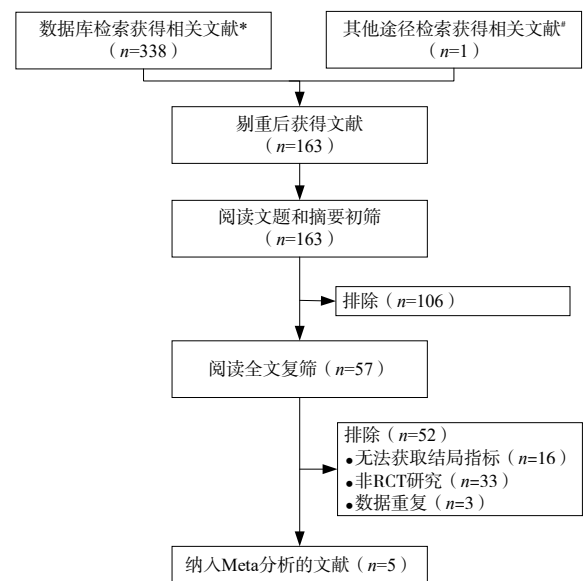 数据库检索获得相关文献*
（n=338）
其他途径检索获得相关文献#
（n=1）
剔重后获得文献
（n=163）
阅读文题和摘要初筛
（n=163）
排除（n=106）
阅读全文复筛（n=57）
排除（n=52）
●无法获取结局指标（n=16）
●非RCT研究（n=33）
●数据重复（n=3）
纳入Meta分析的文献（n=5）